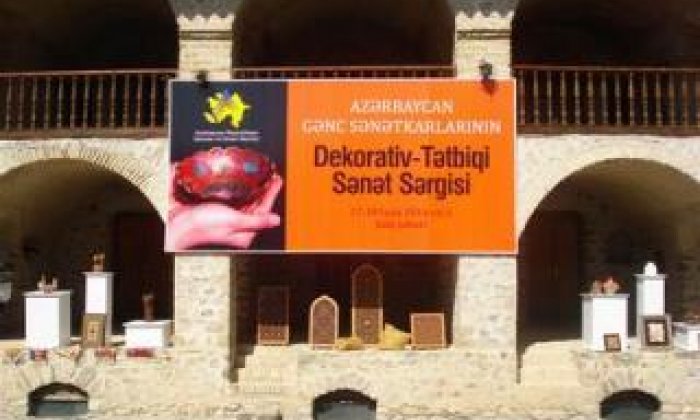 AZƏRBAYCAN
GƏNC SƏNƏTKARLARININ
Dekorativ-Tətbiqi
Sənət Sərgisi